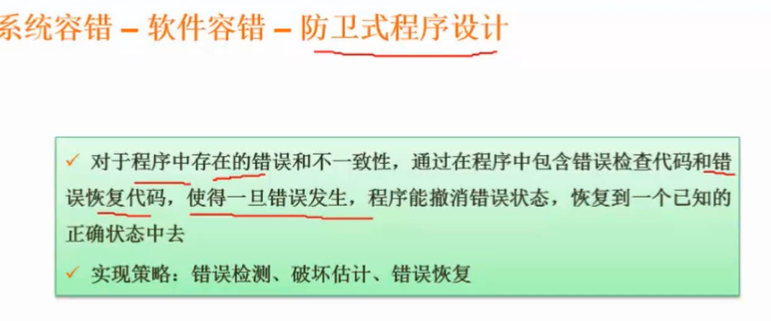 系统容错 – 软件容错 – 防卫式程序设计
✓ 对于程序中存在的错误和不一致性，通过在程序中包含错误检查代码和错
误恢复代码，使得一旦错误发生，程序能撤消错误状态，恢复到一个已知的
正确状态中去
✓ 实现策略：错误检测、破坏估计、错误恢复